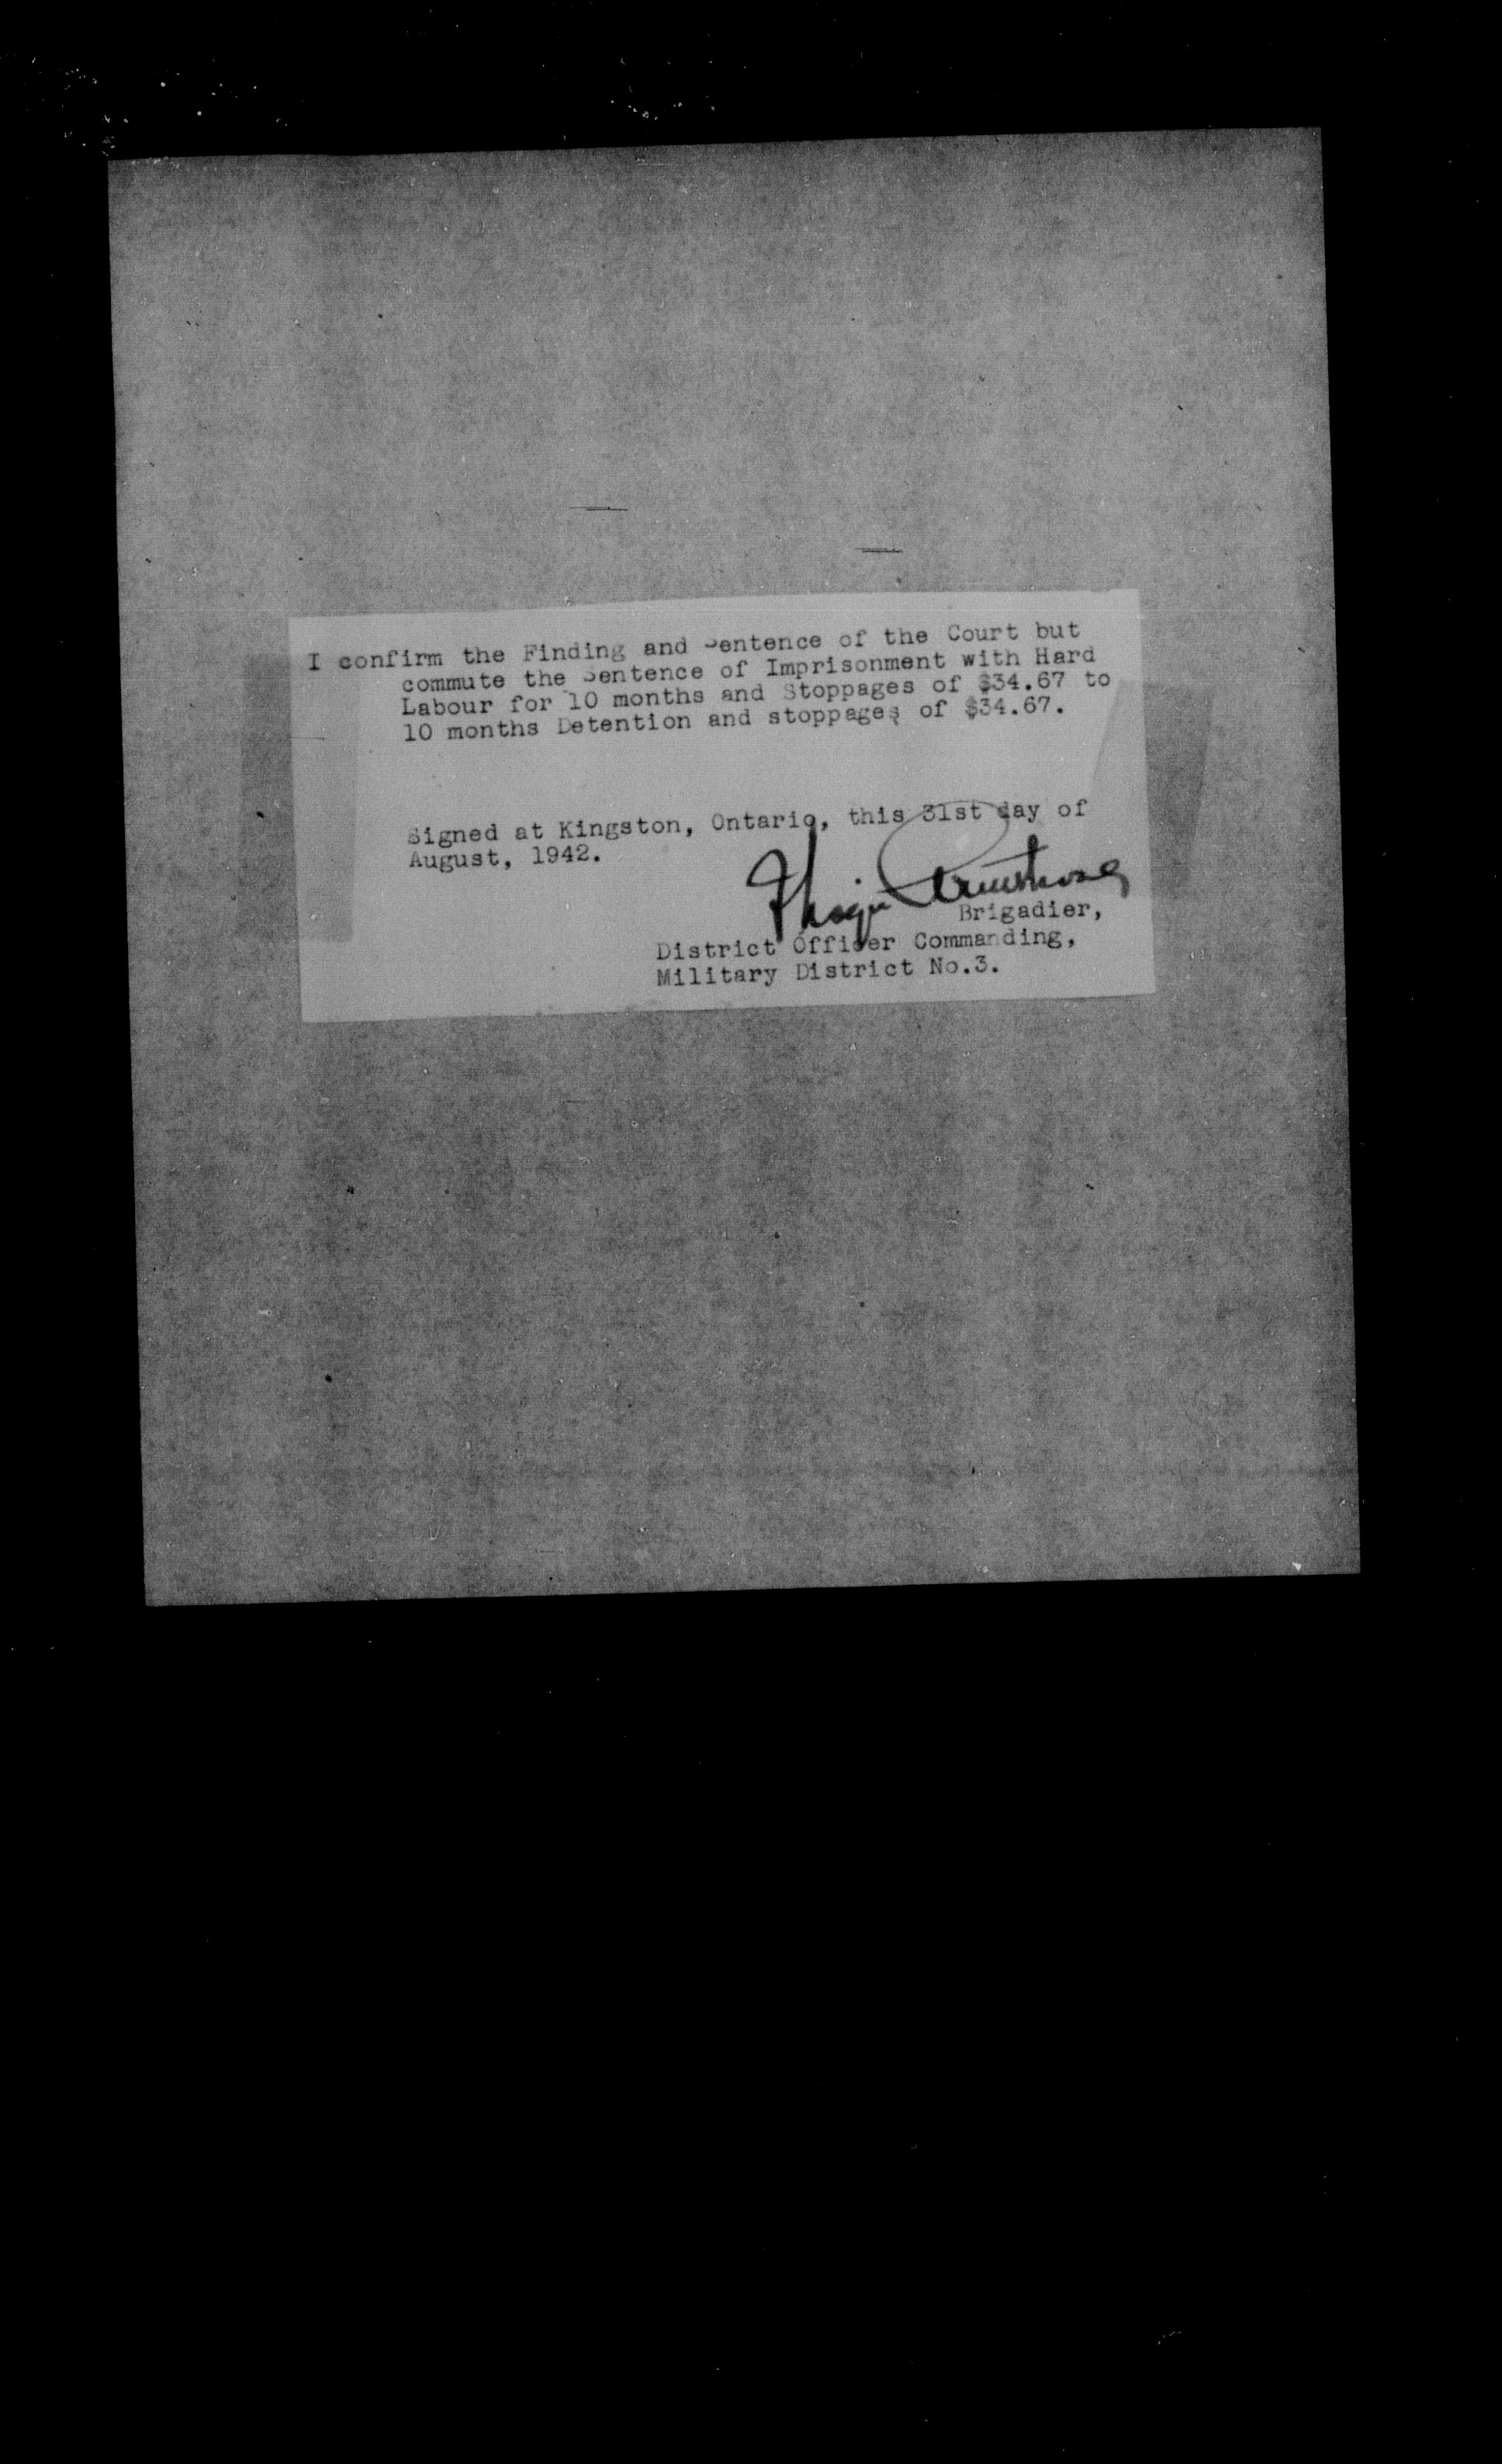 I confirm the Finding and Sentence of the Court but
commute the Sentence of Imprisonment with Hard
Labour for 10 months and Stoppages of $34.67 to
10 months Detention and stoppages of $34.67.
Signed at Kingston, Ontario, this 31st day of
August, 1942.
Armstrong
Brigadier,
District Officer Commanding,
Military District No.3.